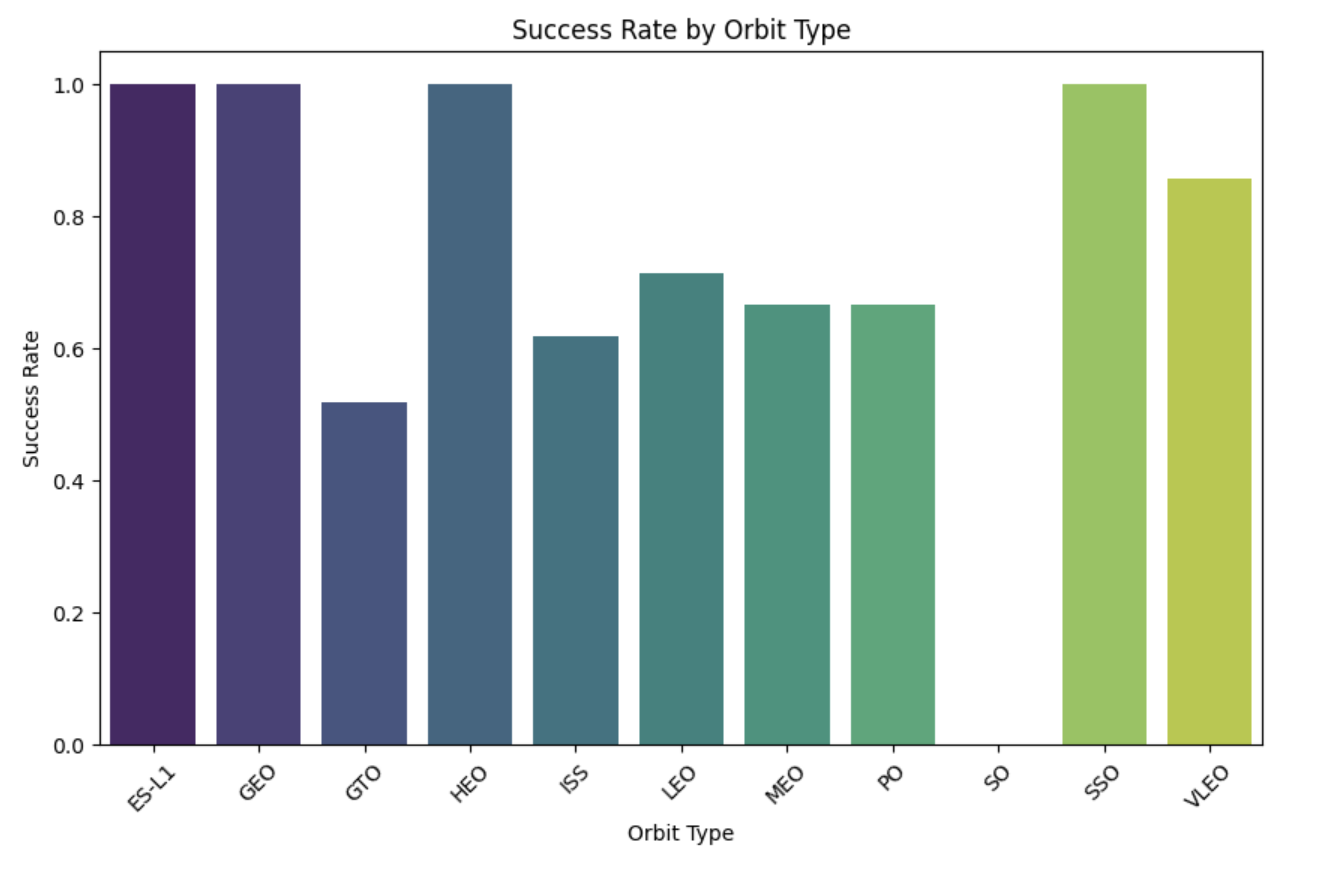 Success Rate by Orbit Type
Success Rate
1.0
0.8
0.6
0.4
0.2
0.0
ES-L1 GEO GTO HEO ISS LEO MEO PO SO SSO VLEO
Orbit Type